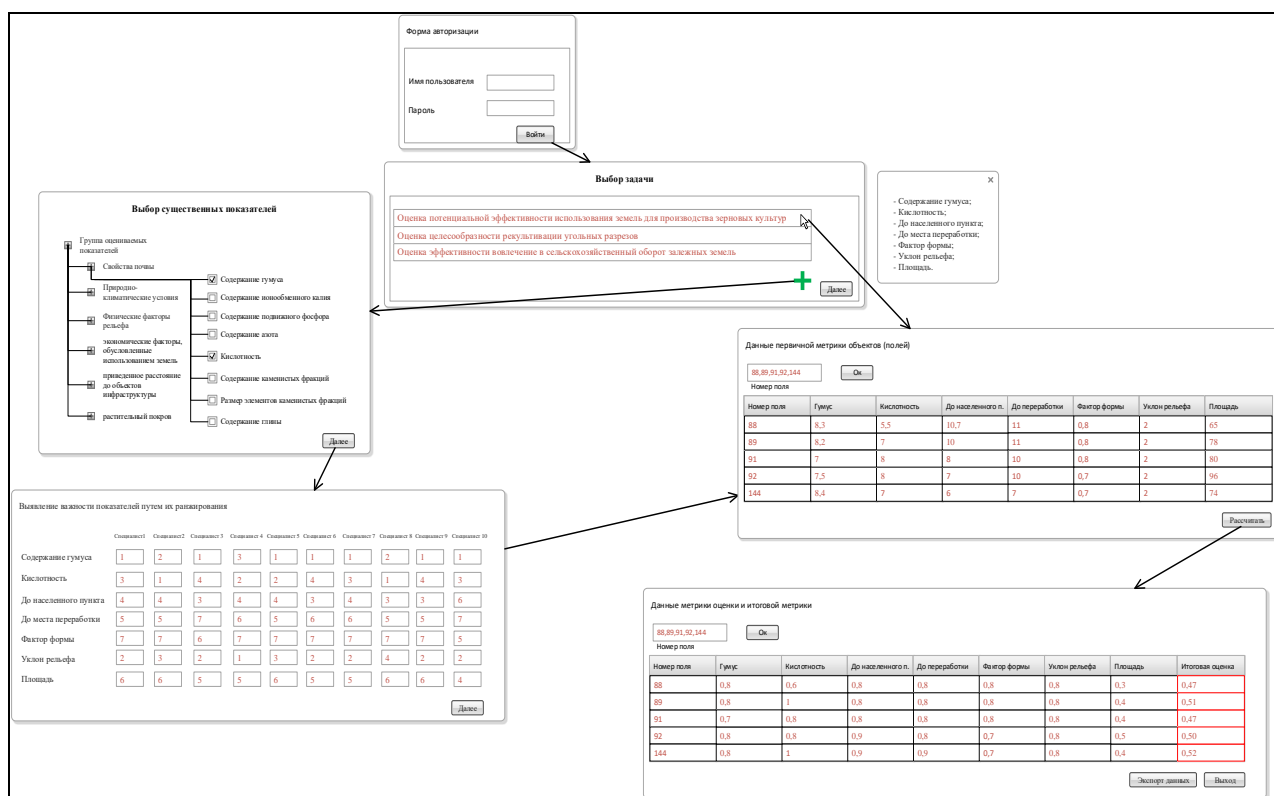 Форма авторизации
Имя пользователя
Пароль
Войти
Выбор задачи
Оценка потенциальной эффективности использования земель для производства зерновых культур
Оценка целесообразности рекультивации угольных разрезов
Оценка эффективности вовлечение в сельскохозяйственный оборот залежных земель
Далее
×
- Содержание гумуса;
- Кислотность;
- До населенного пункта;
- До места переработки;
- Фактор формы;
- Уклон рельефа;
- Площадь.
Выбор существенных показателей
Группа оцениваемых
показателей
Свойства почвы
Природно-
климатические условия
Физические факторы
рельефа
экономические факторы,
обусловленные
использованием земель
приведенное расстояние
до объектов
инфраструктуры
растительный покров
Содержание гумуса
Содержание ионообменного калия
Содержание подвижного фосфора
Содержание азота
Кислотность
Содержание каменистых фракций
Размер элементов каменистых фракций
Содержание глины
Далее
Данные первичной метрики объектов (полей)
88,89,91,92,144 Ок
Номер поля
Номер поля Гумус Кислотность До населенного п. До переработки Фактор формы Уклон рельефа Площадь
88 8,3 5,5 10,7 11 0,8 2 65
89 8,2 7 10 11 0,8 2 78
91 7 8 8 10 0,8 2 80
92 7,5 8 7 10 0,7 2 96
144 8,4 7 6 7 0,7 2 74
Рассчитать
Выявление важности показателей путем их ранжирования
Специалист1 Специалист2 Специалист 3 Специалист 4 Специалист 5 Специалист 6 Специалист 7 Специалист 8 Специалист 9 Специалист 10
Содержание гумуса 1 2 1 3 1 1 1 2 1 1
Кислотность 3 1 4 2 2 4 3 1 4 3
До населенного пункта 4 4 3 4 4 3 4 3 3 6
До места переработки 5 5 7 6 5 6 6 5 5 7
Фактор формы 7 7 6 7 7 7 7 7 7 5
Уклон рельефа 2 3 2 1 3 2 2 4 2 2
Площадь 6 6 5 5 6 5 5 6 6 4
Далее
Данные метрики оценки и итоговой метрики
88,89,91,92,144 Ок
Номер поля
Номер поля Гумус Кислотность До населенного п. До переработки Фактор формы Уклон рельефа Площадь Итоговая оценка
88 0,8 0,6 0,8 0,8 0,8 0,8 0,3 0,47
89 0,8 1 0,8 0,8 0,8 0,8 0,4 0,51
91 0,7 0,8 0,8 0,8 0,8 0,8 0,4 0,47
92 0,8 0,8 0,9 0,8 0,7 0,8 0,5 0,50
144 0,8 1 0,9 0,9 0,7 0,8 0,4 0,52
Экспорт данных Выход